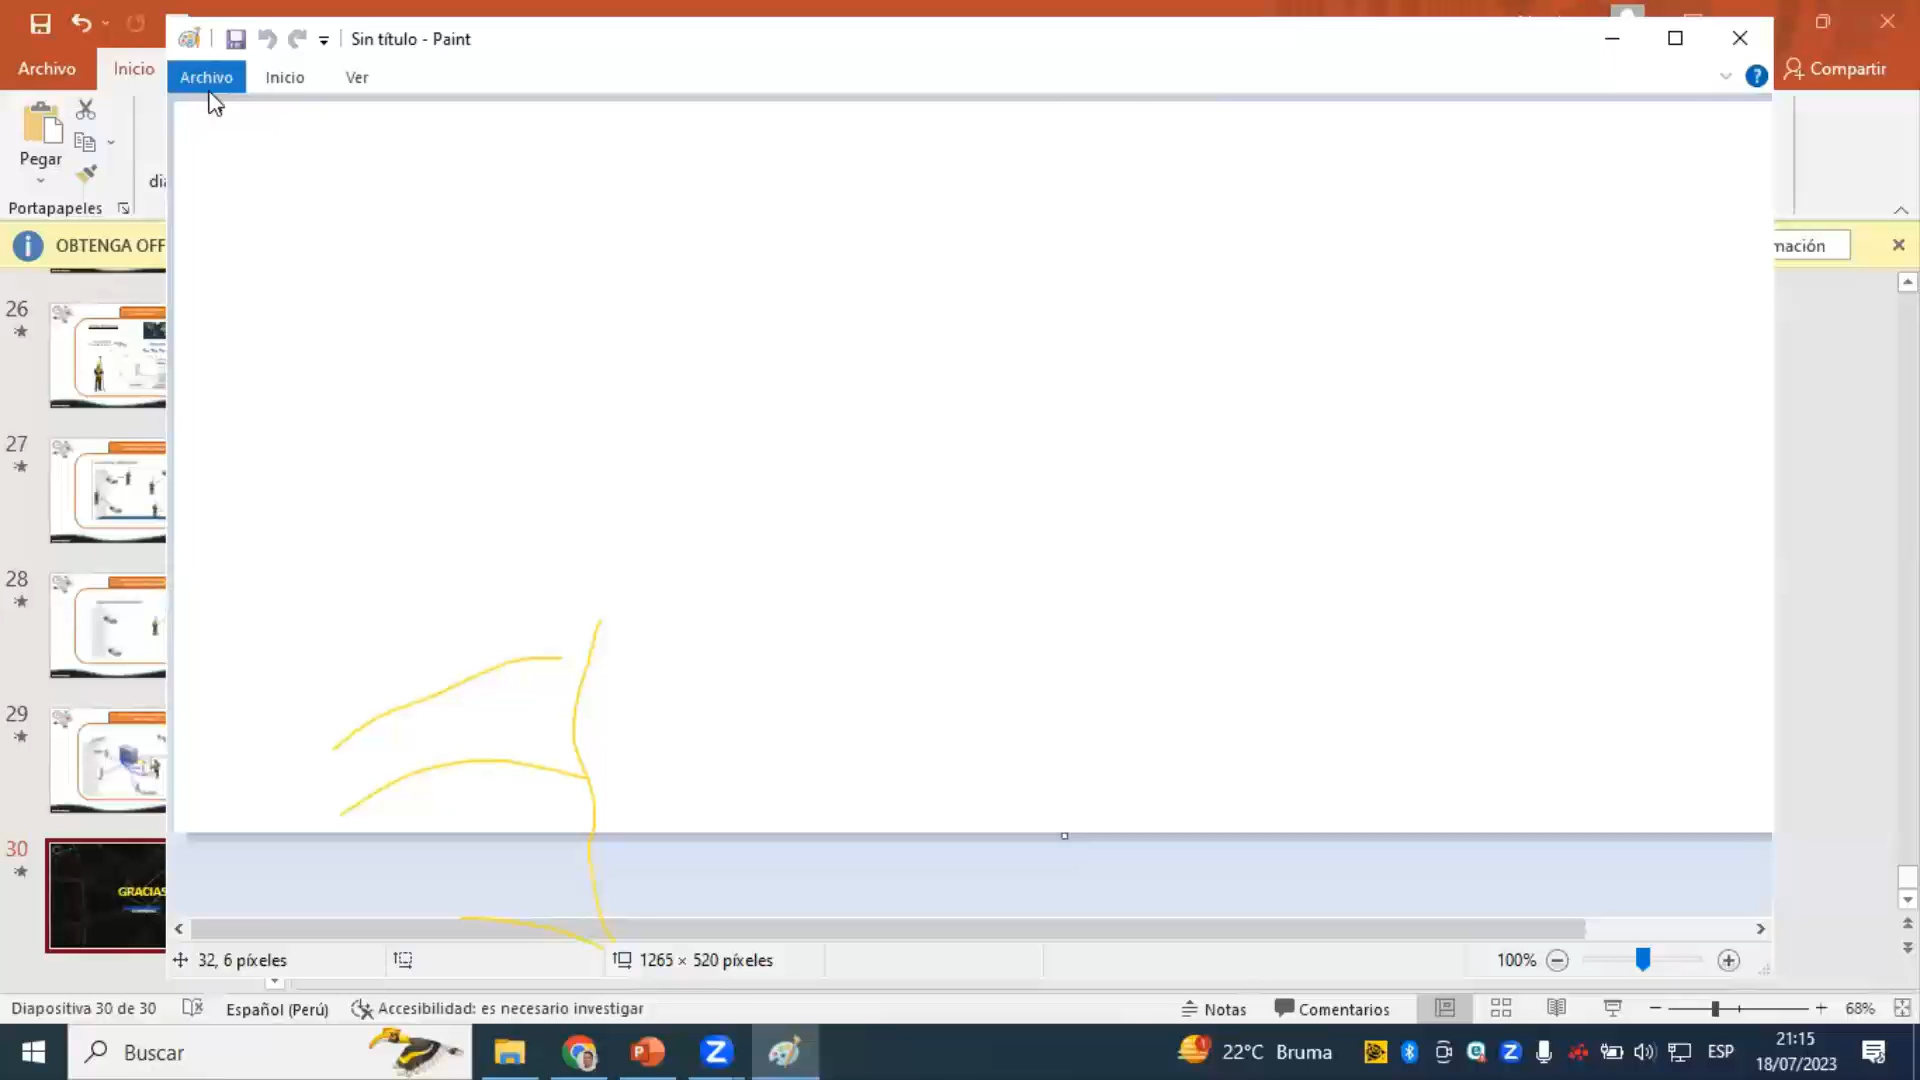 Sin título - Paint
Archivo
Inicio
Archivo
Inicio
Ver
?
Compartir
Pegar
Portapapeles
OBTENGA OFF
mación
26
27
28
29
30
GRACIAS
32, 6 píxeles
1265 × 520 píxeles
100%
Diapositiva 30 de 30
Español (Perú)
Accesibilidad: es necesario investigar
Notas
Comentarios
68%
Buscar
22°C Bruma
ESP
21:15
18/07/2023